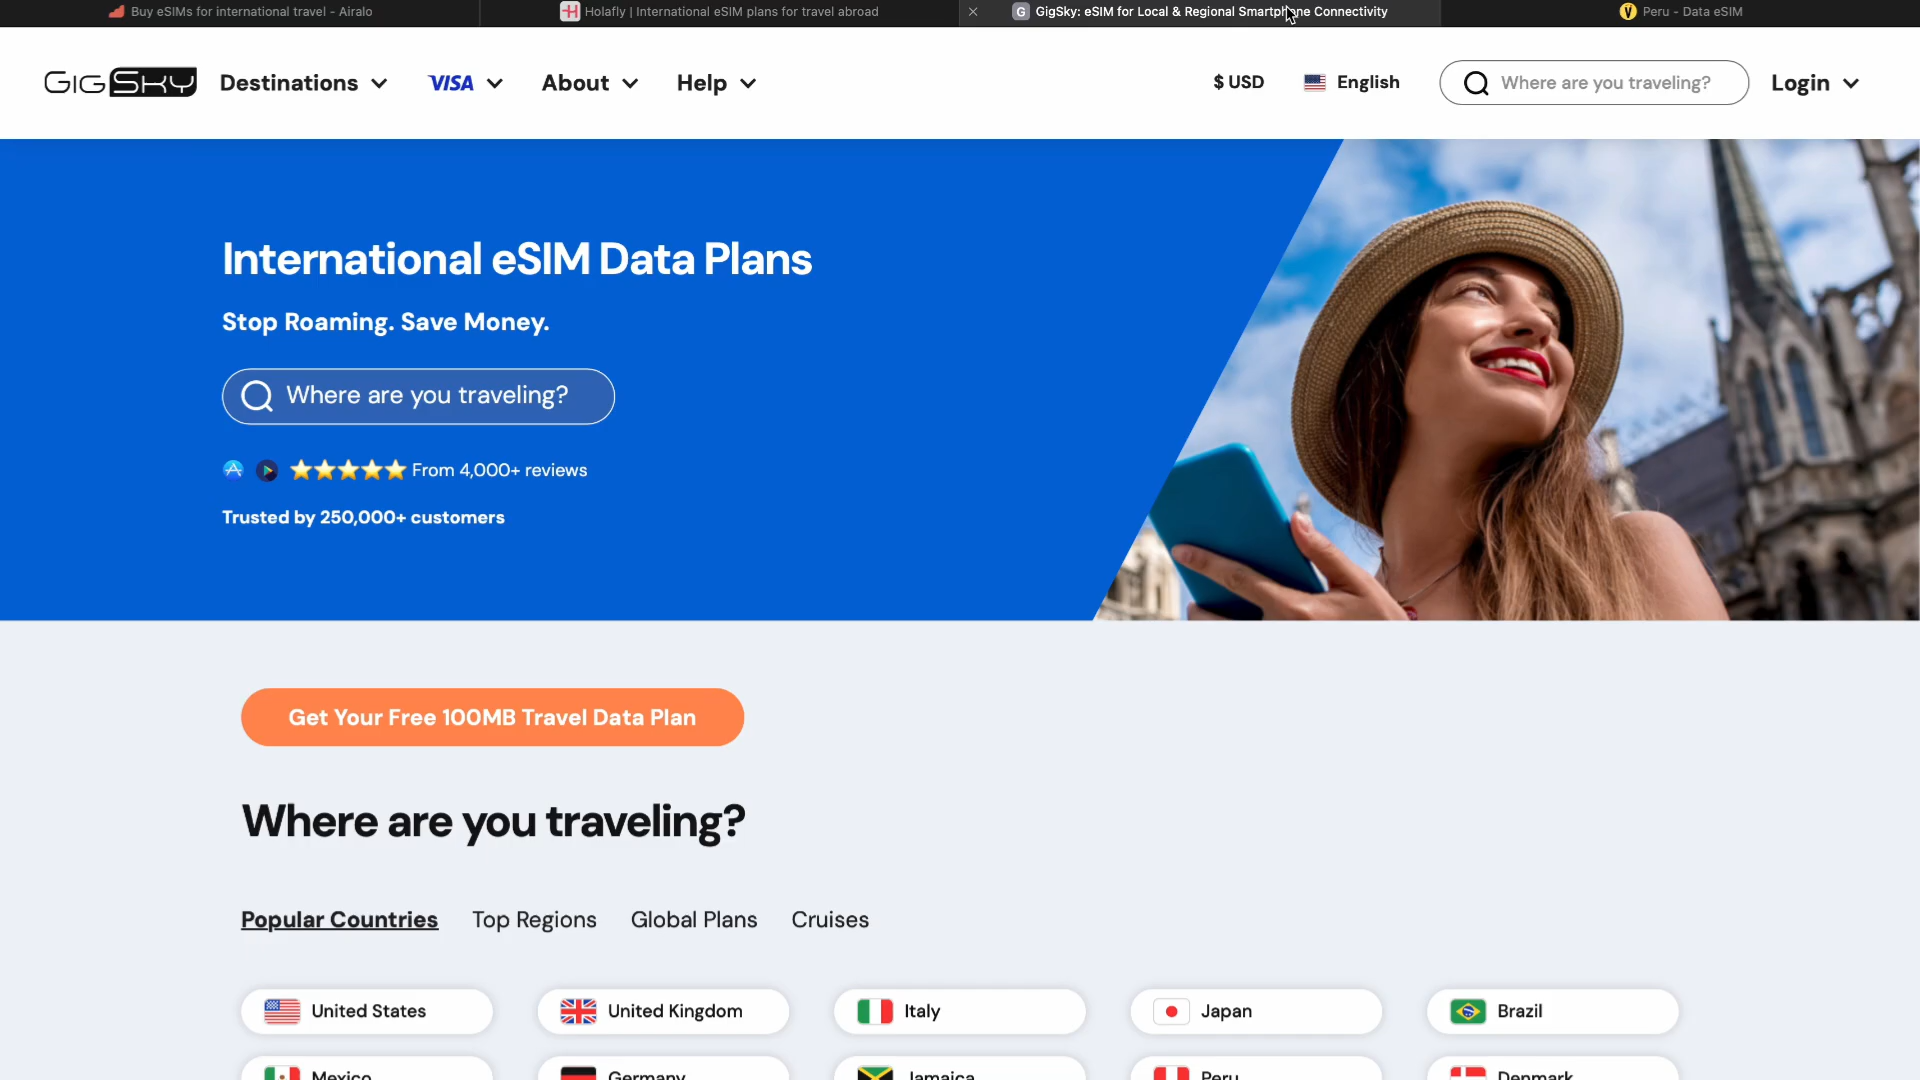 Buy eSIMs for international travel - Airalo
Holafly | International eSIM plans for travel abroad
GigSky: eSIM for Local & Regional Smartphone Connectivity
Peru - Data eSIM
GIGSKY
Destinations
VISA
About
Help
$ USD
English
Where are you traveling?
Login
International eSIM Data Plans
Stop Roaming. Save Money.
Where are you traveling?
From 4,000+ reviews
Trusted by 250,000+ customers
Get Your Free 100MB Travel Data Plan
Where are you traveling?
Popular Countries
Top Regions
Global Plans
Cruises
United States
United Kingdom
Italy
Japan
Brazil
Mexico
Germany
Jamaica
Peru
Denmark